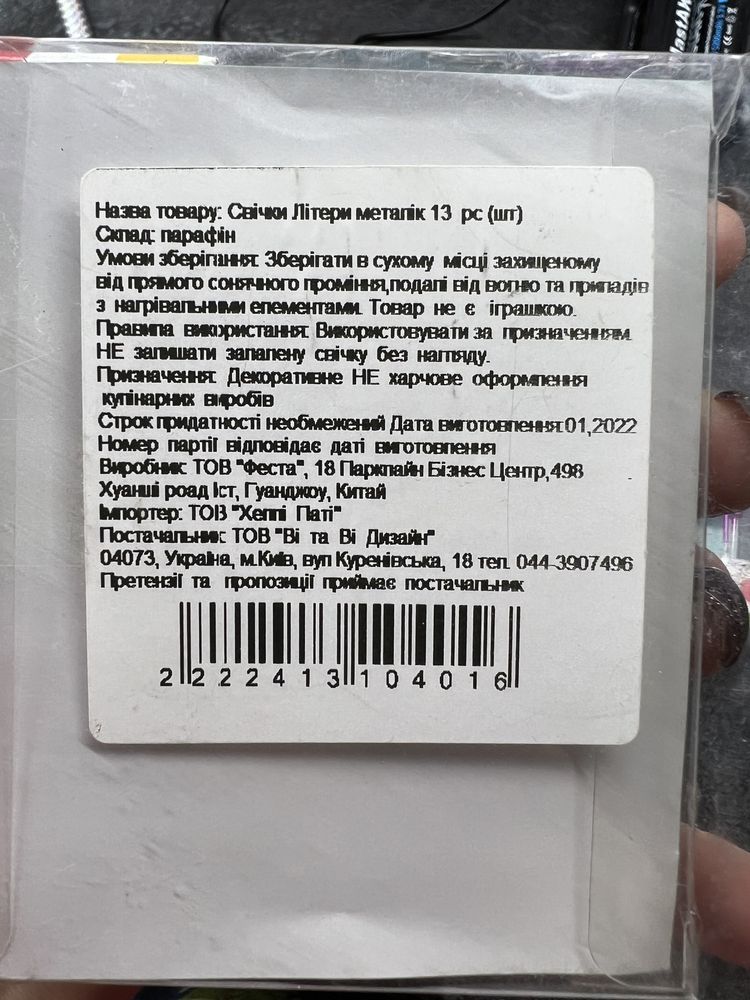 Назва товару: Свічки Літери металік 13 pc (шт)
Склад: парафін
Умови зберігання: Зберігати в сухому місці захищеному
від прямого сонячного проміння,подалі від вогню та приладів
з нагрівальними елементами. Товар не є іграшкою.
Правила використання: Використовувати за призначенням.
НЕ залишати запалену свічку без нагляду.
Призначення: Декоративне НЕ харчове оформлення
кулінарних виробів
Строк придатності необмежений Дата виготовлення:01,2022
Номер партії відповідає даті виготовлення
Виробник: ТОВ "Феста", 18 Парклайн Бізнес Центр,498
Хуанші роад Іст, Гуанджоу, Китай
Імпортер: ТОВ "Хеппі Паті"
Постачальник: ТОВ "Ві та Ві Дизайн"
04073, Україна, м.Київ, вул Куренівська, 18 тел. 044-3907496
Претензії та пропозиції приймає постачальник
2 222413 104016